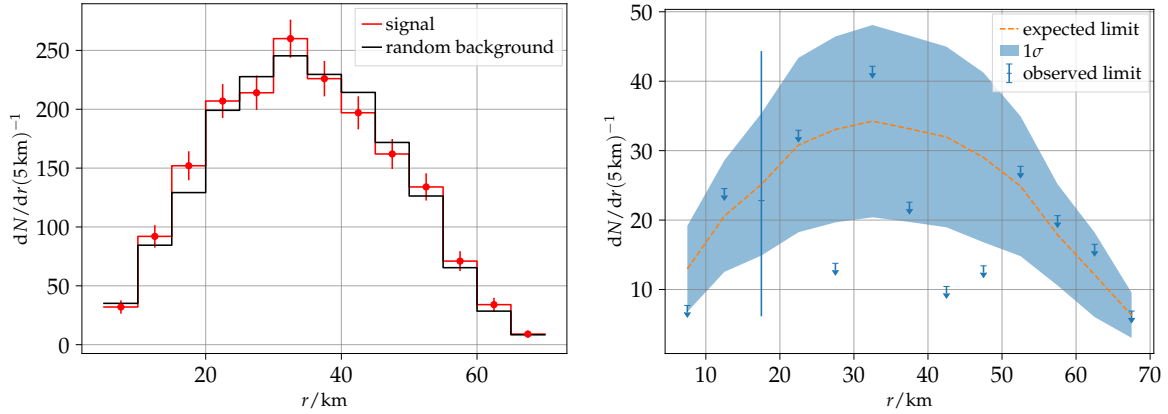 signal
random background
dN/dr(5 km)⁻¹
250
200
150
100
50
0
20
40
60
r/km
expected limit
1σ
observed limit
dN/dr(5 km)⁻¹
50
40
30
20
10
10
20
30
40
50
60
70
r/km